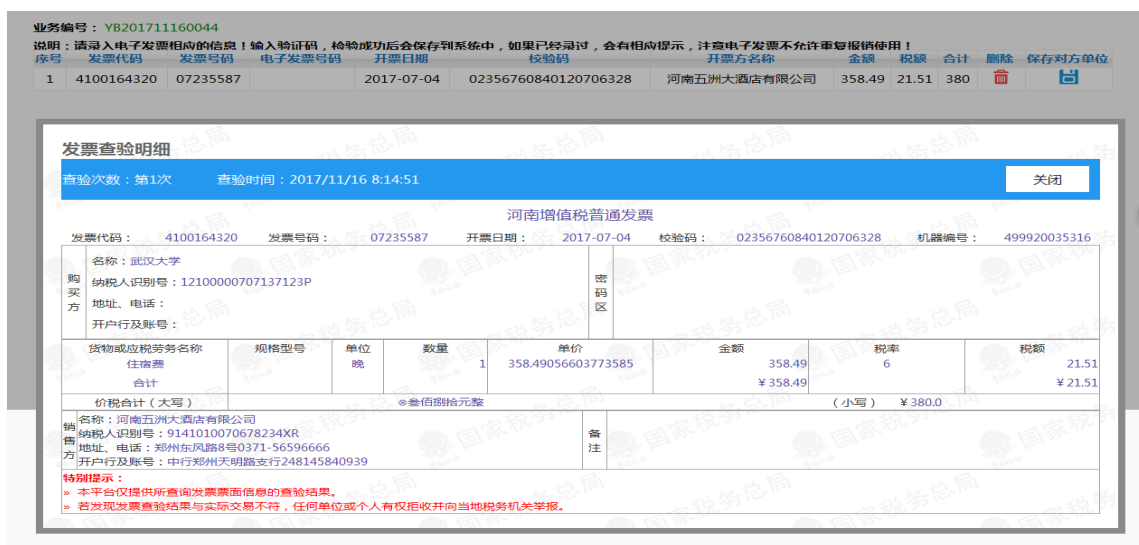 业务编号： YB201711160044
说明：请录入电子发票相应的信息！输入验证码，检验成功后会保存到系统中，如果已经录过，会有相应提示，注意电子发票不允许重复报销使用！
序号 发票代码 发票号码 电子发票号码 开票日期 校验码 开票方名称 金额 税额 合计 删除 保存对方单位
1 4100164320 07235587 2017-07-04 02356760840120706328 河南五洲大酒店有限公司 358.49 21.51 380
发票查验明细
查验次数：第1次 查验时间：2017/11/16 8:14:51 关闭
河南增值税普通发票
发票代码： 4100164320 发票号码： 07235587 开票日期： 2017-07-04 校验码： 02356760840120706328 机器编号： 499920035316
购买方
名称：武汉大学
纳税人识别号：12100000707137123P
地址、电话：
开户行及账号：
密码区
货物或应税劳务名称 规格型号 单位 数量 单价 金额 税率 税额
住宿费 晚 1 358.49056603773585 358.49 6 21.51
合计 ￥358.49 ￥21.51
价税合计（大写） ⊗叁佰捌拾元整 （小写） ￥380.0
销售方
名称：河南五洲大酒店有限公司
纳税人识别号：9141010070678234XR
地址、电话：郑州东风路8号0371-56596666
开户行及账号：中行郑州天明路支行248145840939
备注
特别提示：
» 本平台仅提供所查询发票票面信息的查验结果。
» 若发现发票查验结果与实际交易不符，任何单位或个人有权拒收并向当地税务机关举报。
国家税务总局